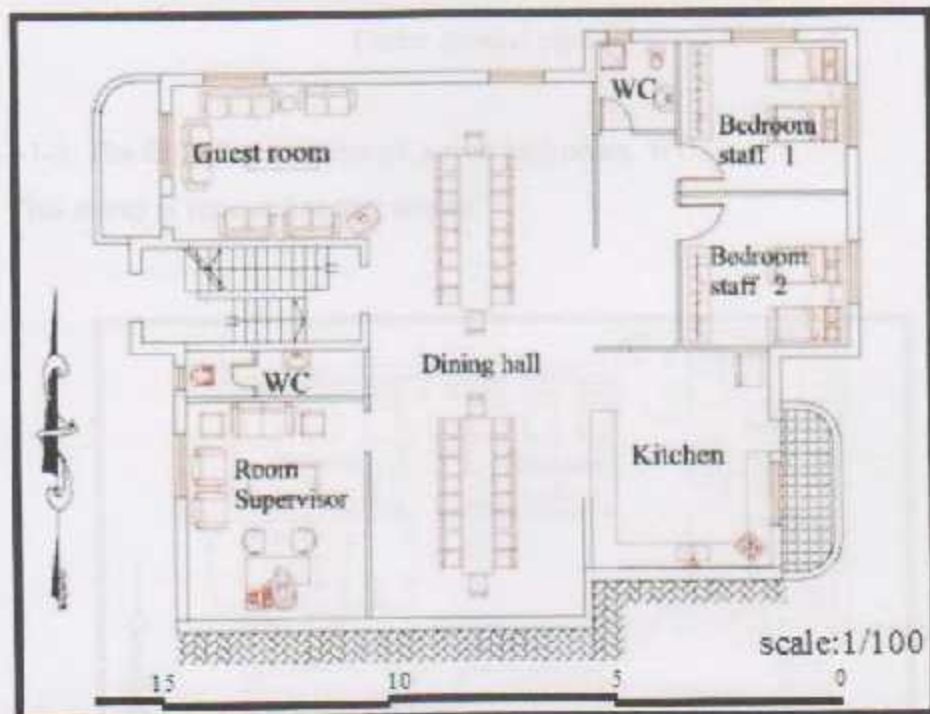 WC
Bedroom
staff 1
Guest room
Bedroom
staff 2
Dining hall
WC
Kitchen
Room
Supervisor
scale:1/100
15 10 5 0